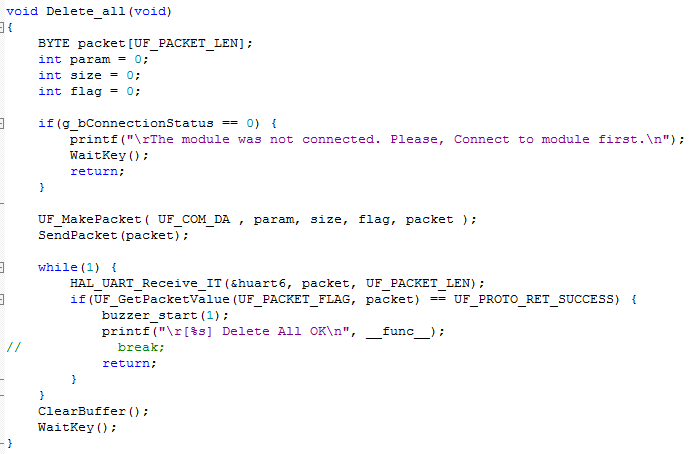 void Delete_all(void)
{
    BYTE packet[UF_PACKET_LEN];
    int param = 0;
    int size = 0;
    int flag = 0;

    if(g_bConnectionStatus == 0) {
        printf("\rThe module was not connected. Please, Connect to module first.\n");
        WaitKey();
        return;
    }

    UF_MakePacket( UF_COM_DA , param, size, flag, packet );
    SendPacket(packet);

    while(1) {
        HAL_UART_Receive_IT(&huart6, packet, UF_PACKET_LEN);
        if(UF_GetPacketValue(UF_PACKET_FLAG, packet) == UF_PROTO_RET_SUCCESS) {
            buzzer_start(1);
            printf("\r[%s] Delete All OK\n", __func__);
//            break;
            return;
        }
    }
    ClearBuffer();
    WaitKey();
}